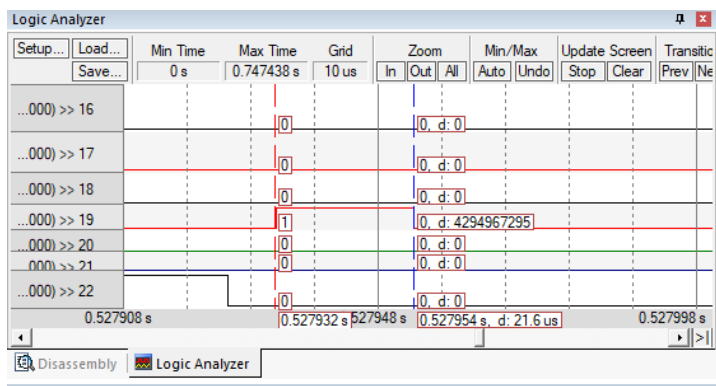 Logic Analyzer
Setup... Load... Min Time Max Time Grid Zoom Min/Max Update Screen Transitic
Save... 0 s 0.747438 s 10 us In Out All Auto Undo Stop Clear Prev Ne
...000) >> 16 0 0, d: 0
...000) >> 17 0 0, d: 0
...000) >> 18 0 0, d: 0
...000) >> 19 1 0, d: 4294967295
...000) >> 20 0 0, d: 0
...000) >> 21 0 0, d: 0
...000) >> 22 0 0, d: 0
0.527908 s 0.527932 s 527948 s 0.527954 s, d: 21.6 us 0.527998 s
Disassembly Logic Analyzer